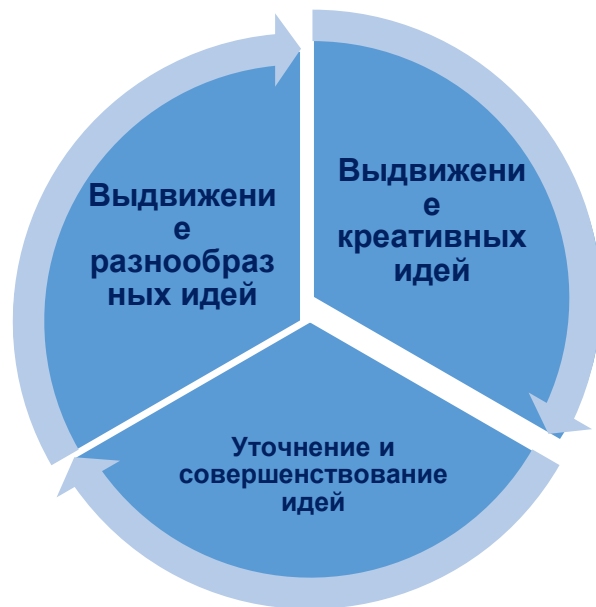 Выдвижени
е
разнообраз
ных идей
Выдвижени
е
креативных
идей
Уточнение и
совершенствование
идей